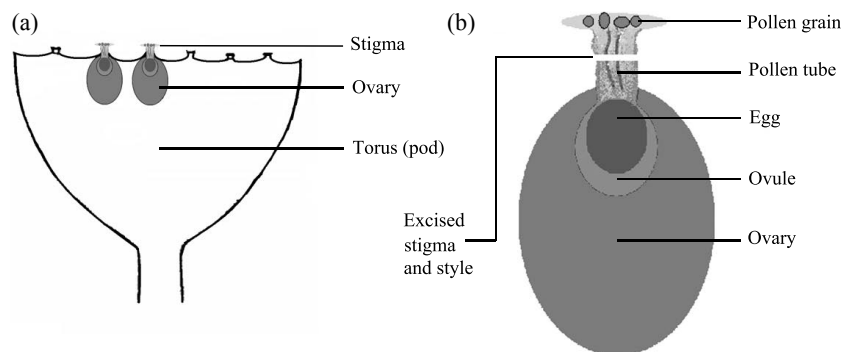 (a)
Stigma
Ovary
Torus (pod)
(b)
Pollen grain
Pollen tube
Egg
Ovule
Ovary
Excised
stigma
and style